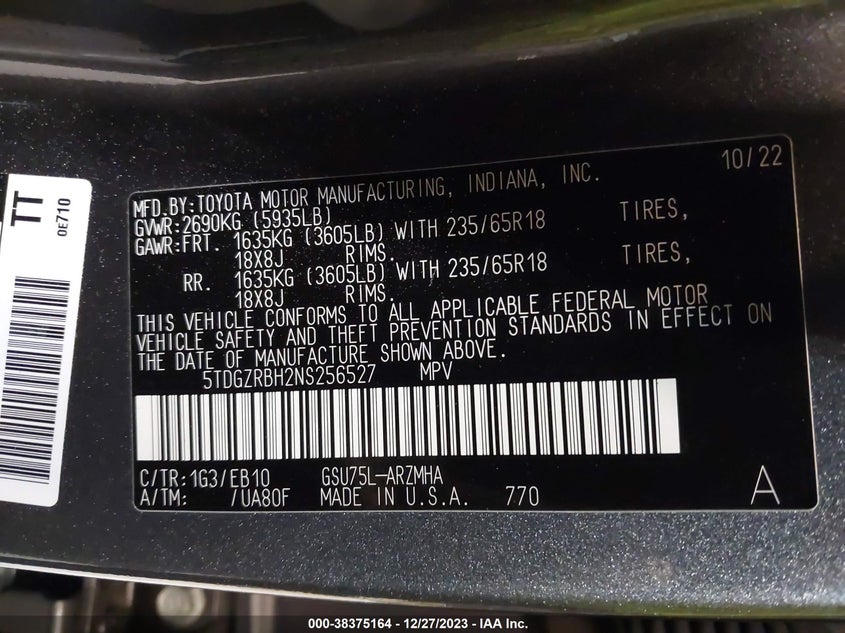 TT
0E710
10/22
MFD.BY:TOYOTA MOTOR MANUFACTURING, INDIANA, INC.
GVWR:2690KG (5935LB)
GAWR:FRT. 1635KG (3605LB) WITH 235/65R18 TIRES,
18X8J RIMS.
RR. 1635KG (3605LB) WITH 235/65R18 TIRES,
18X8J RIMS.
THIS VEHICLE CONFORMS TO ALL APPLICABLE FEDERAL MOTOR
VEHICLE SAFETY AND THEFT PREVENTION STANDARDS IN EFFECT ON
THE DATE OF MANUFACTURE SHOWN ABOVE.
5TDGZRBH2NS256527 MPV
C/TR:1G3/EB10 GSU75L-ARZMHA
A/TM: /UA80F MADE IN U.S.A. 770
A
000-38375164 - 12/27/2023 - IAA Inc.